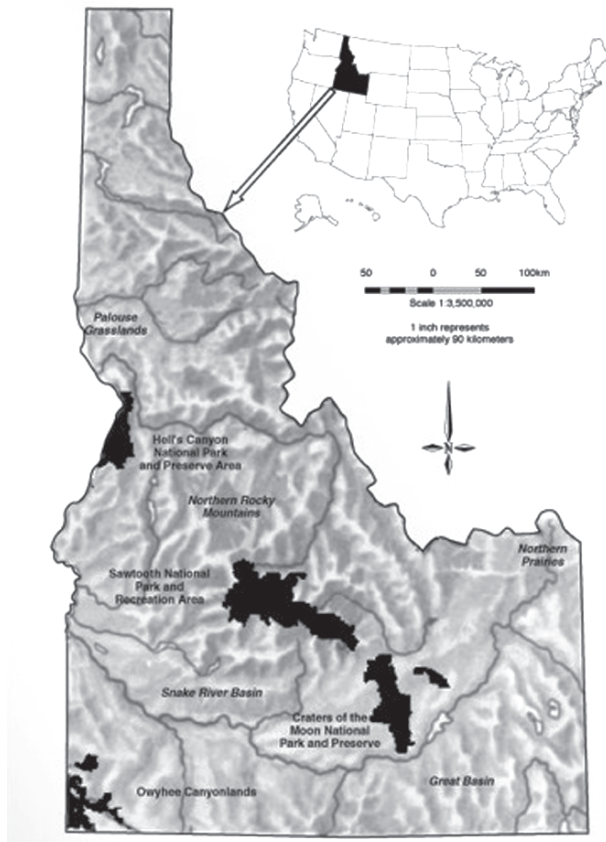 50 0 50 100km
Scale 1:3,500,000
1 inch represents
approximately 90 kilometers
N
Palouse
Grasslands
Hell's Canyon
National Park
and Preserve Area
Northern Rocky
Mountains
Northern
Prairies
Sawtooth National
Park and
Recreation Area
Snake River Basin
Craters of the
Moon National
Park and Preserve
Great Basin
Owyhee Canyonlands